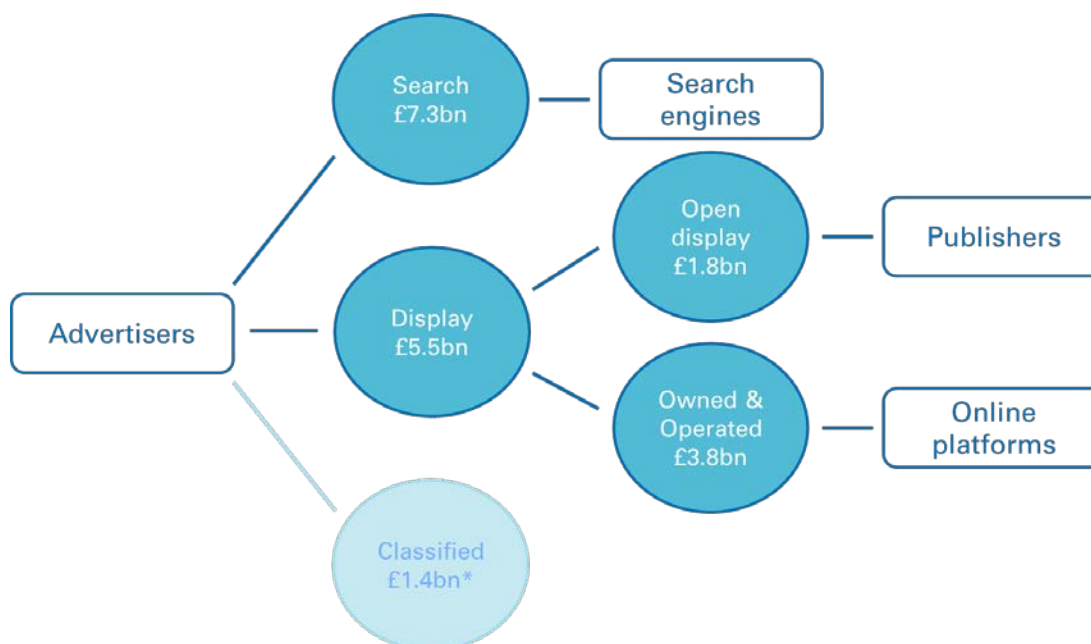 Search
£7.3bn
Search
engines
Open
display
£1.8bn
Publishers
Advertisers
Display
£5.5bn
Owned &
Operated
£3.8bn
Online
platforms
Classified
£1.4bn*